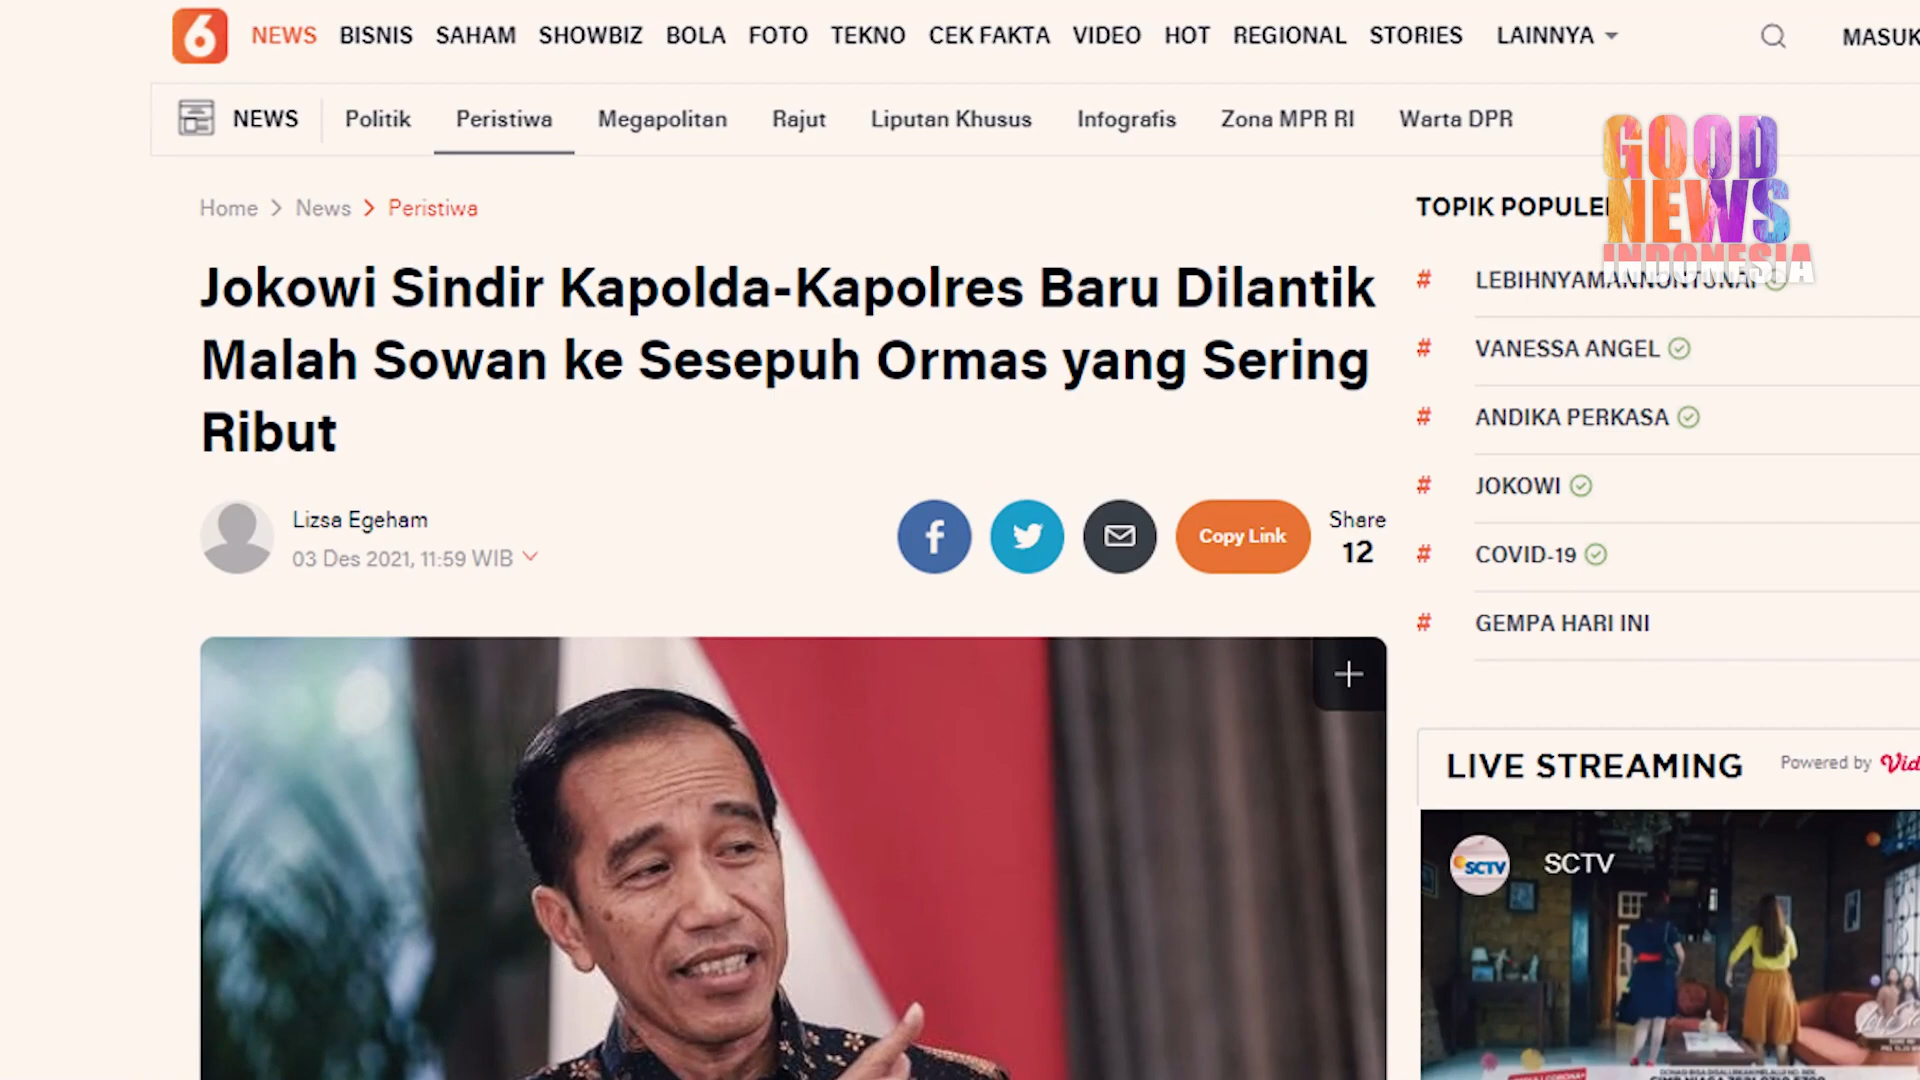 6 NEWS BISNIS SAHAM SHOWBIZ BOLA FOTO TEKNO CEK FAKTA VIDEO HOT REGIONAL STORIES LAINNYA MASUK
NEWS Politik Peristiwa Megapolitan Rajut Liputan Khusus Infografis Zona MPR RI Warta DPR
GOOD
NEWS
INDONESIA
Home > News > Peristiwa
Jokowi Sindir Kapolda-Kapolres Baru Dilantik
Malah Sowan ke Sesepuh Ormas yang Sering
Ribut
Lizsa Egeham
03 Des 2021, 11:59 WIB
f
Copy Link
Share
12
TOPIK POPULE
# LEBIHNYAMANNONTUNAI
# VANESSA ANGEL
# ANDIKA PERKASA
# JOKOWI
# COVID-19
# GEMPA HARI INI
LIVE STREAMING Powered by Vid
SCTV SCTV